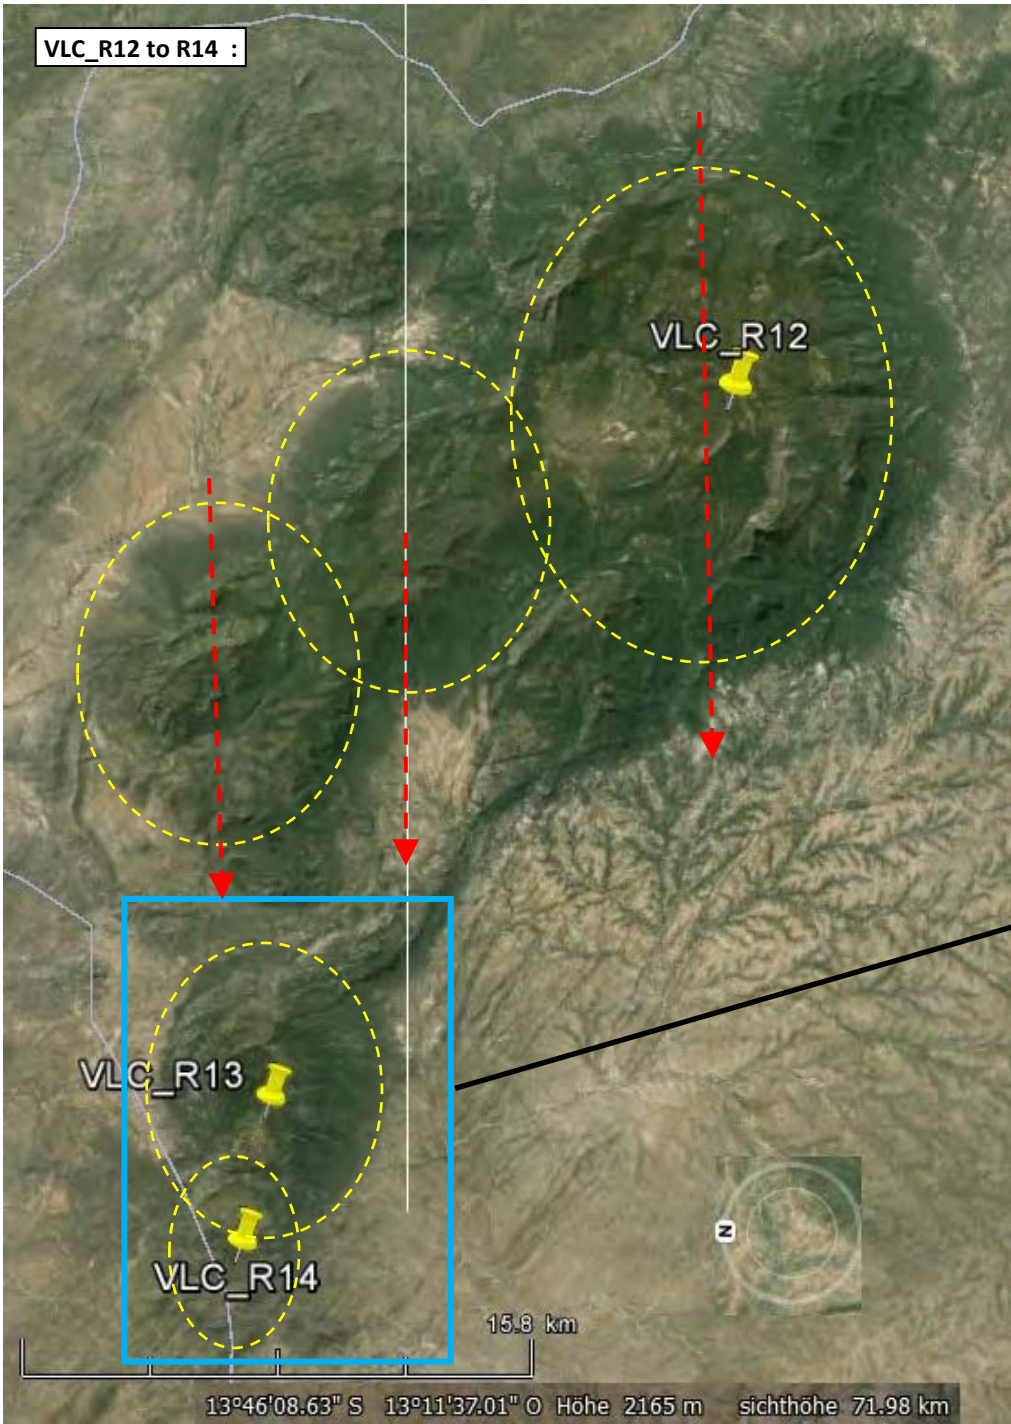 VLC_R12 to R14 :
VLC_R12
VLC_R13
VLC_R14
N
15.8 km
13°46'08.63" S 13°11'37.01" O Höhe 2165 m sichthöhe 71.98 km